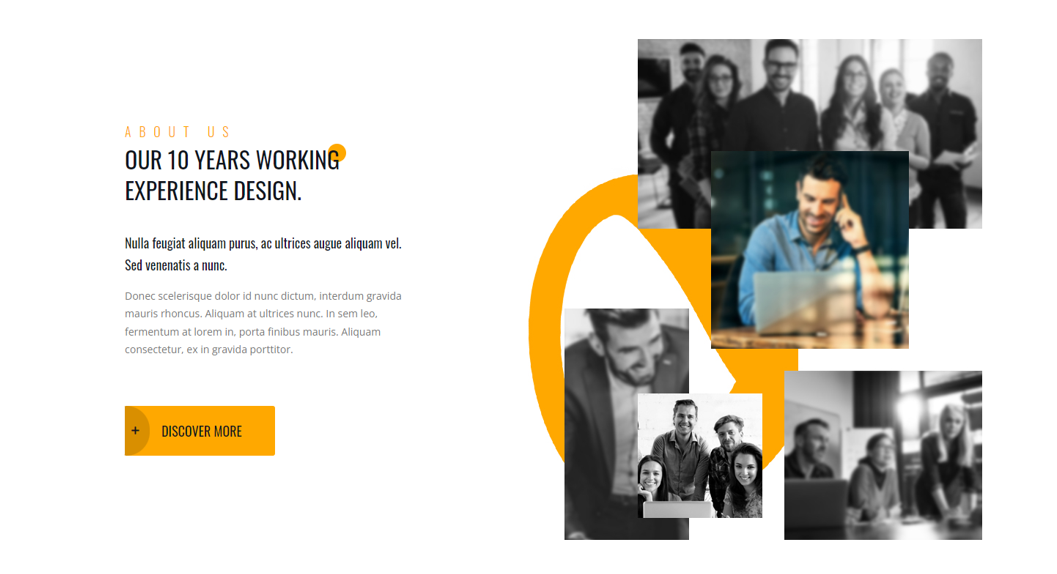 ABOUT US
OUR 10 YEARS WORKING
EXPERIENCE DESIGN.
Nulla feugiat aliquam purus, ac ultrices augue aliquam vel.
Sed venenatis a nunc.
Donec scelerisque dolor id nunc dictum, interdum gravida
mauris rhoncus. Aliquam at ultrices nunc. In sem leo,
fermentum at lorem in, porta finibus mauris. Aliquam
consectetur, ex in gravida porttitor.
+ DISCOVER MORE